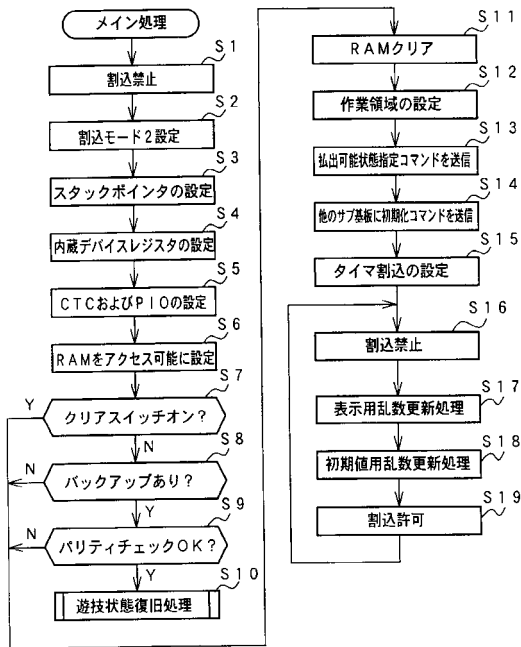 メイン処理
S1
割込禁止
S2
割込モード2設定
S3
スタックポインタの設定
S4
内蔵デバイスレジスタの設定
S5
CTCおよびPIOの設定
S6
RAMをアクセス可能に設定
S7
Y
クリアスイッチオン?
N
S8
N
バックアップあり?
Y
S9
N
パリティチェックOK?
Y
S10
遊技状態復旧処理
S11
RAMクリア
S12
作業領域の設定
S13
払出可能状態指定コマンドを送信
S14
他のサブ基板に初期化コマンドを送信
S15
タイマ割込の設定
S16
割込禁止
S17
表示用乱数更新処理
S18
初期値用乱数更新処理
S19
割込許可